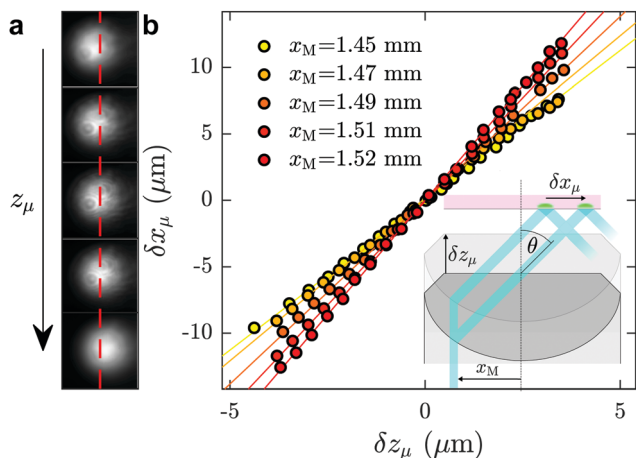 a
b
z_μ
δx_μ (μm)
10
5
0
-5
-10
x_M=1.45 mm
x_M=1.47 mm
x_M=1.49 mm
x_M=1.51 mm
x_M=1.52 mm
δx_μ
δz_μ
θ
x_M
-5
0
5
δz_μ (μm)